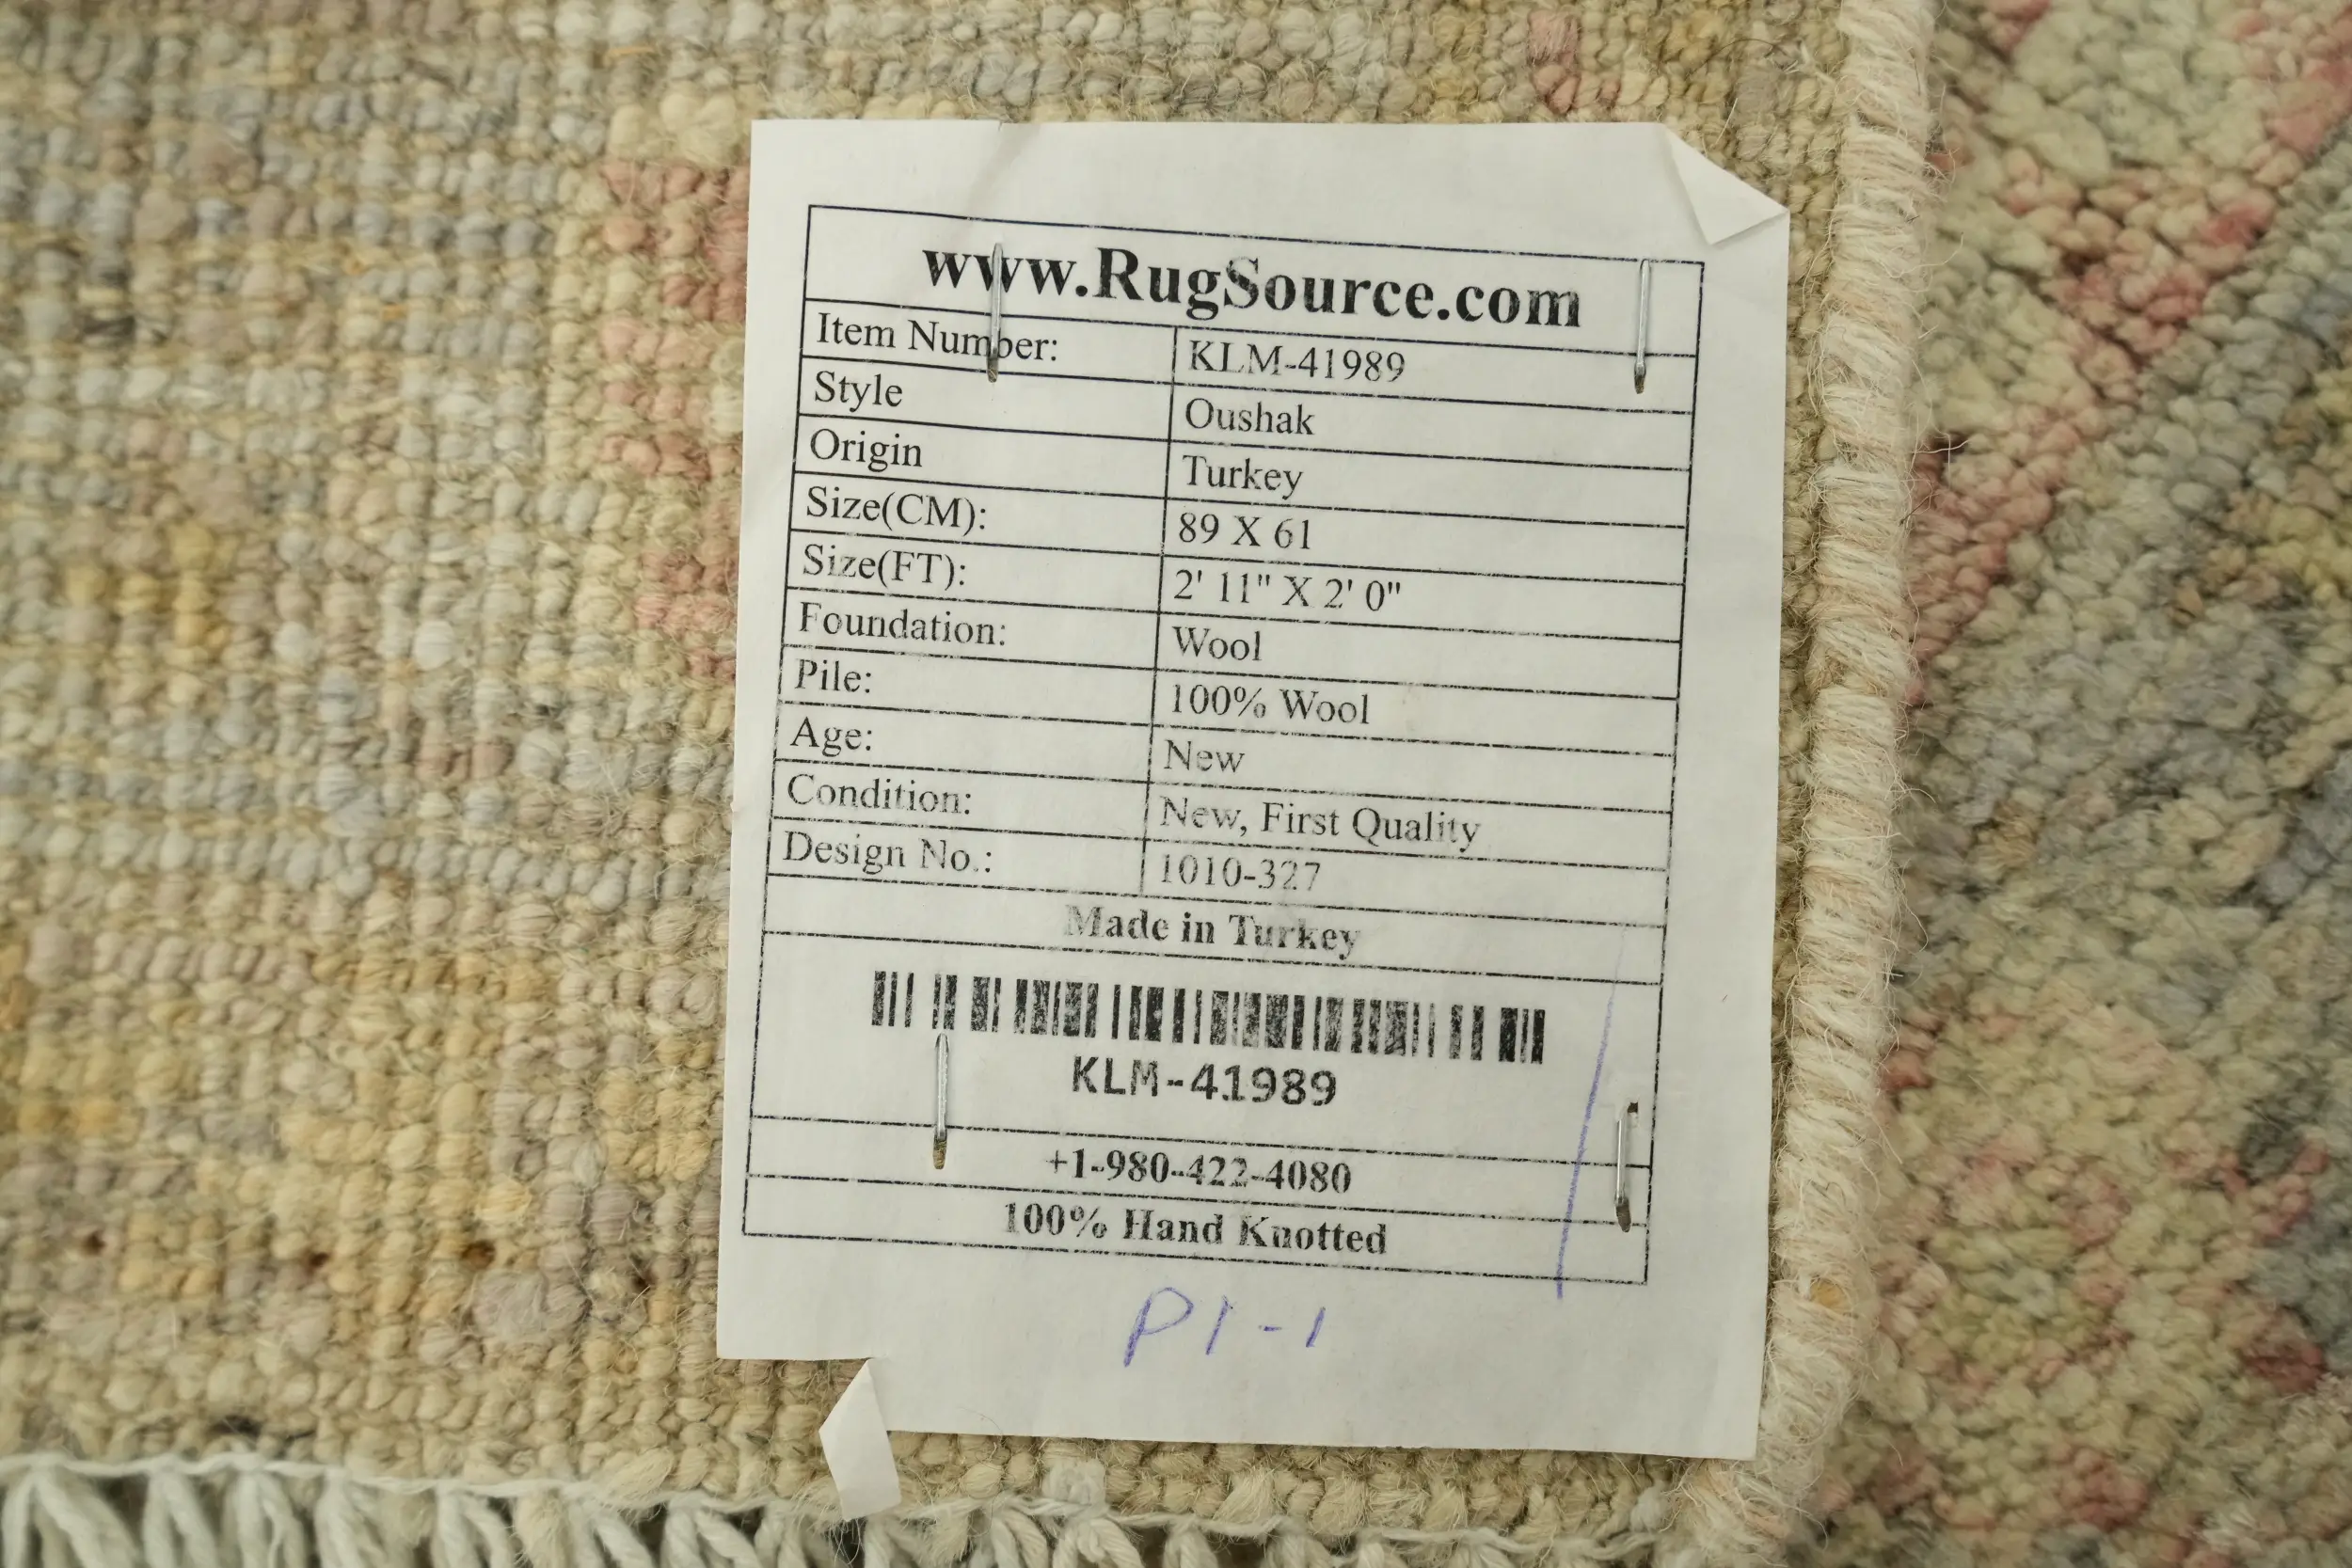 www.RugSource.com
Item Number: KLM-41989
Style Oushak
Origin Turkey
Size(CM): 89 X 61
Size(FT): 2' 11" X 2' 0"
Foundation: Wool
Pile: 100% Wool
Age: New
Condition: New, First Quality
Design No.: 1010-327
Made in Turkey
KLM-41989
+1-980-422-4080
100% Hand Knotted
P1-1